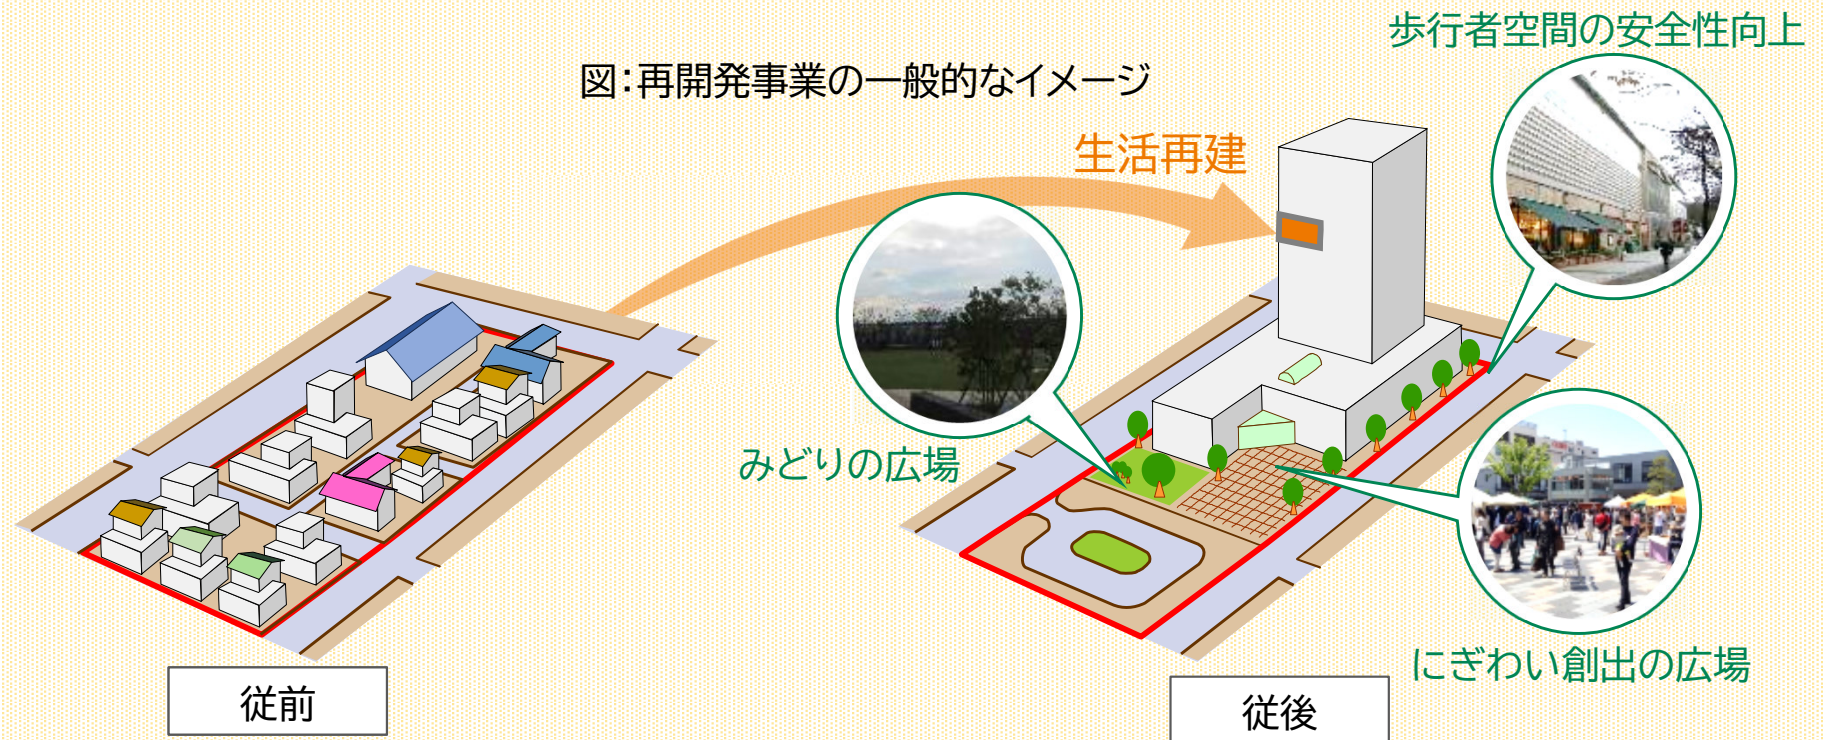 歩行者空間の安全性向上
図：再開発事業の一般的なイメージ
生活再建
みどりの広場
にぎわい創出の広場
従前
従後